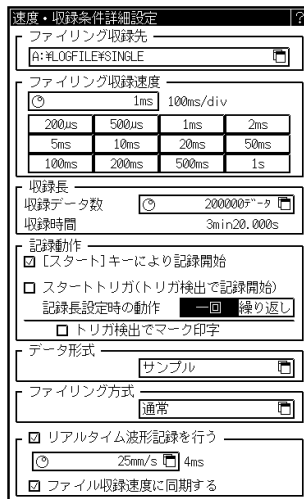 速度・収録条件詳細設定 ?
ファイリング収録先
A:¥LOGFILE¥SINGLE
ファイリング収録速度
1ms 100ms/div
200μs 500μs 1ms 2ms
5ms 10ms 20ms 50ms
100ms 200ms 500ms 1s
収録長
収録データ数 200000ﾃﾞｰﾀ
収録時間 3min20.000s
記録動作
[スタート]キーにより記録開始
スタートトリガ(トリガ検出で記録開始)
記録長設定時の動作 一回 繰り返し
トリガ検出でマーク印字
データ形式
サンプル
ファイリング方式
通常
リアルタイム波形記録を行う
25mm/s 4ms
ファイル収録速度に同期する